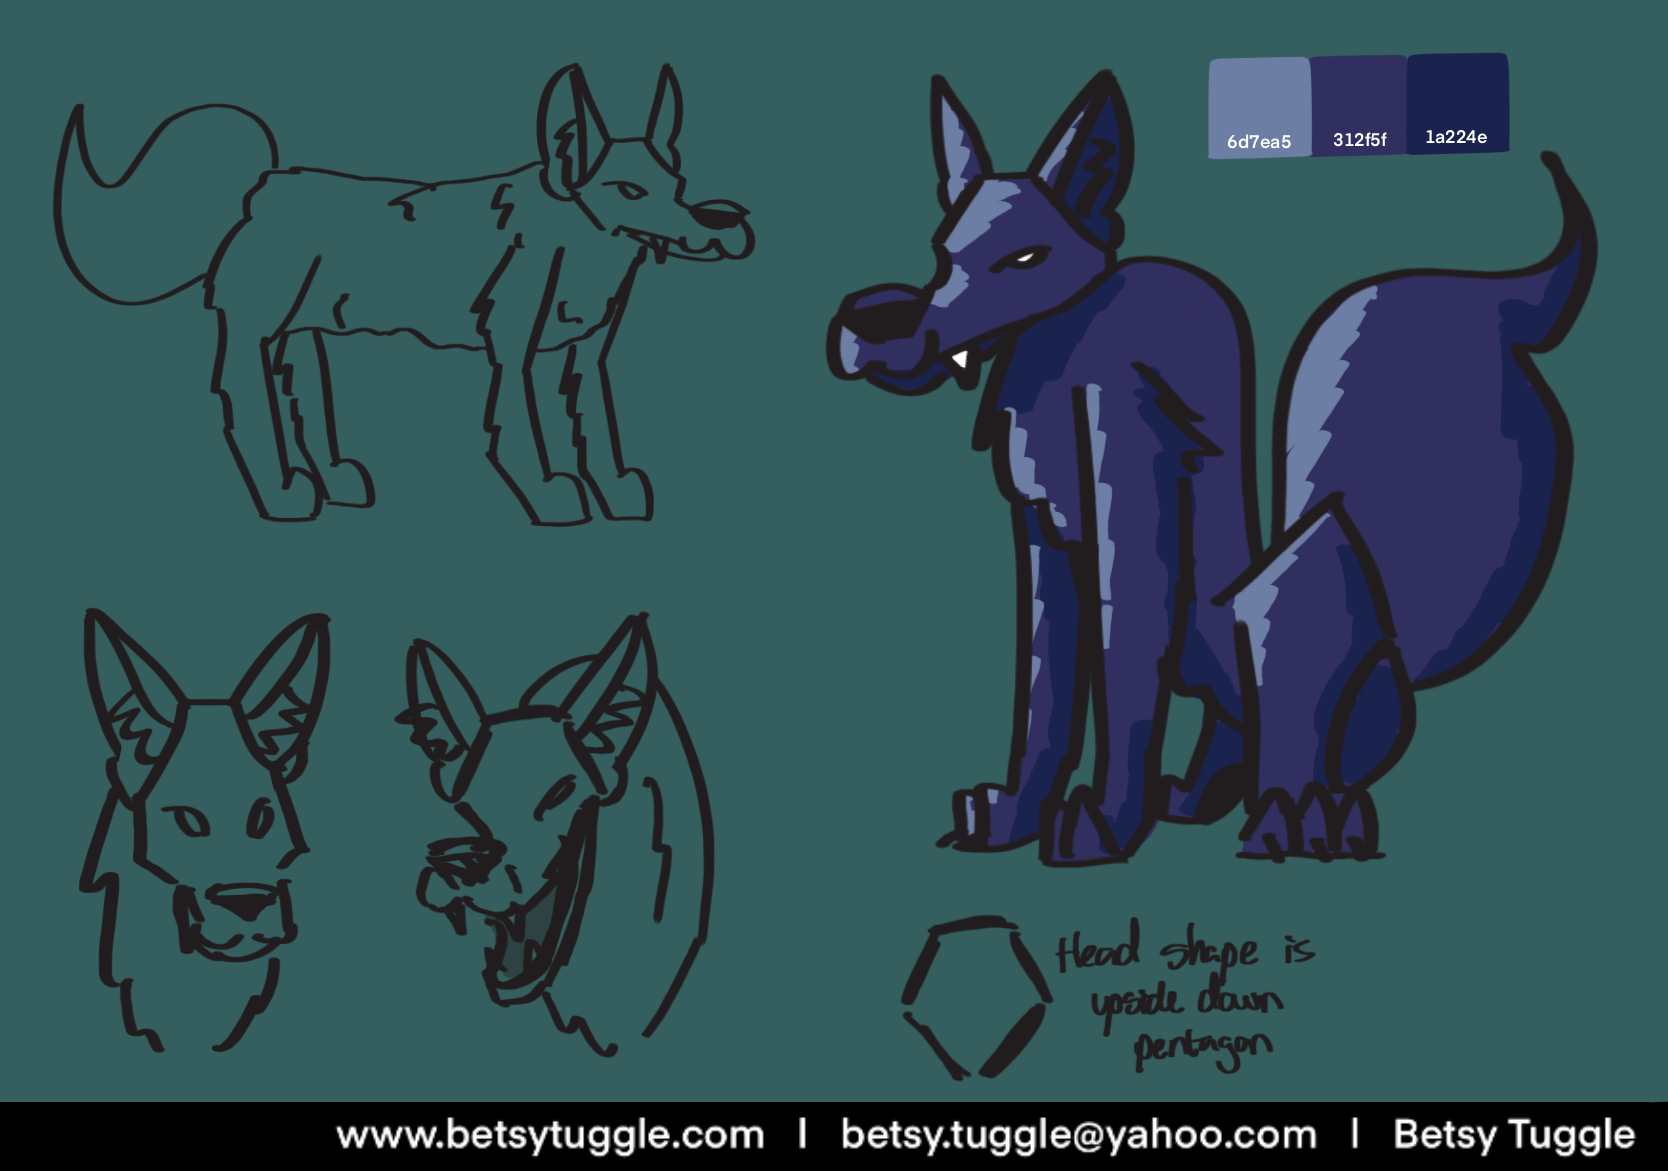 6d7ea5 312f5f 1a224e
Head shape is
upside down
pentagon
www.betsytuggle.com | betsy.tuggle@yahoo.com | Betsy Tuggle